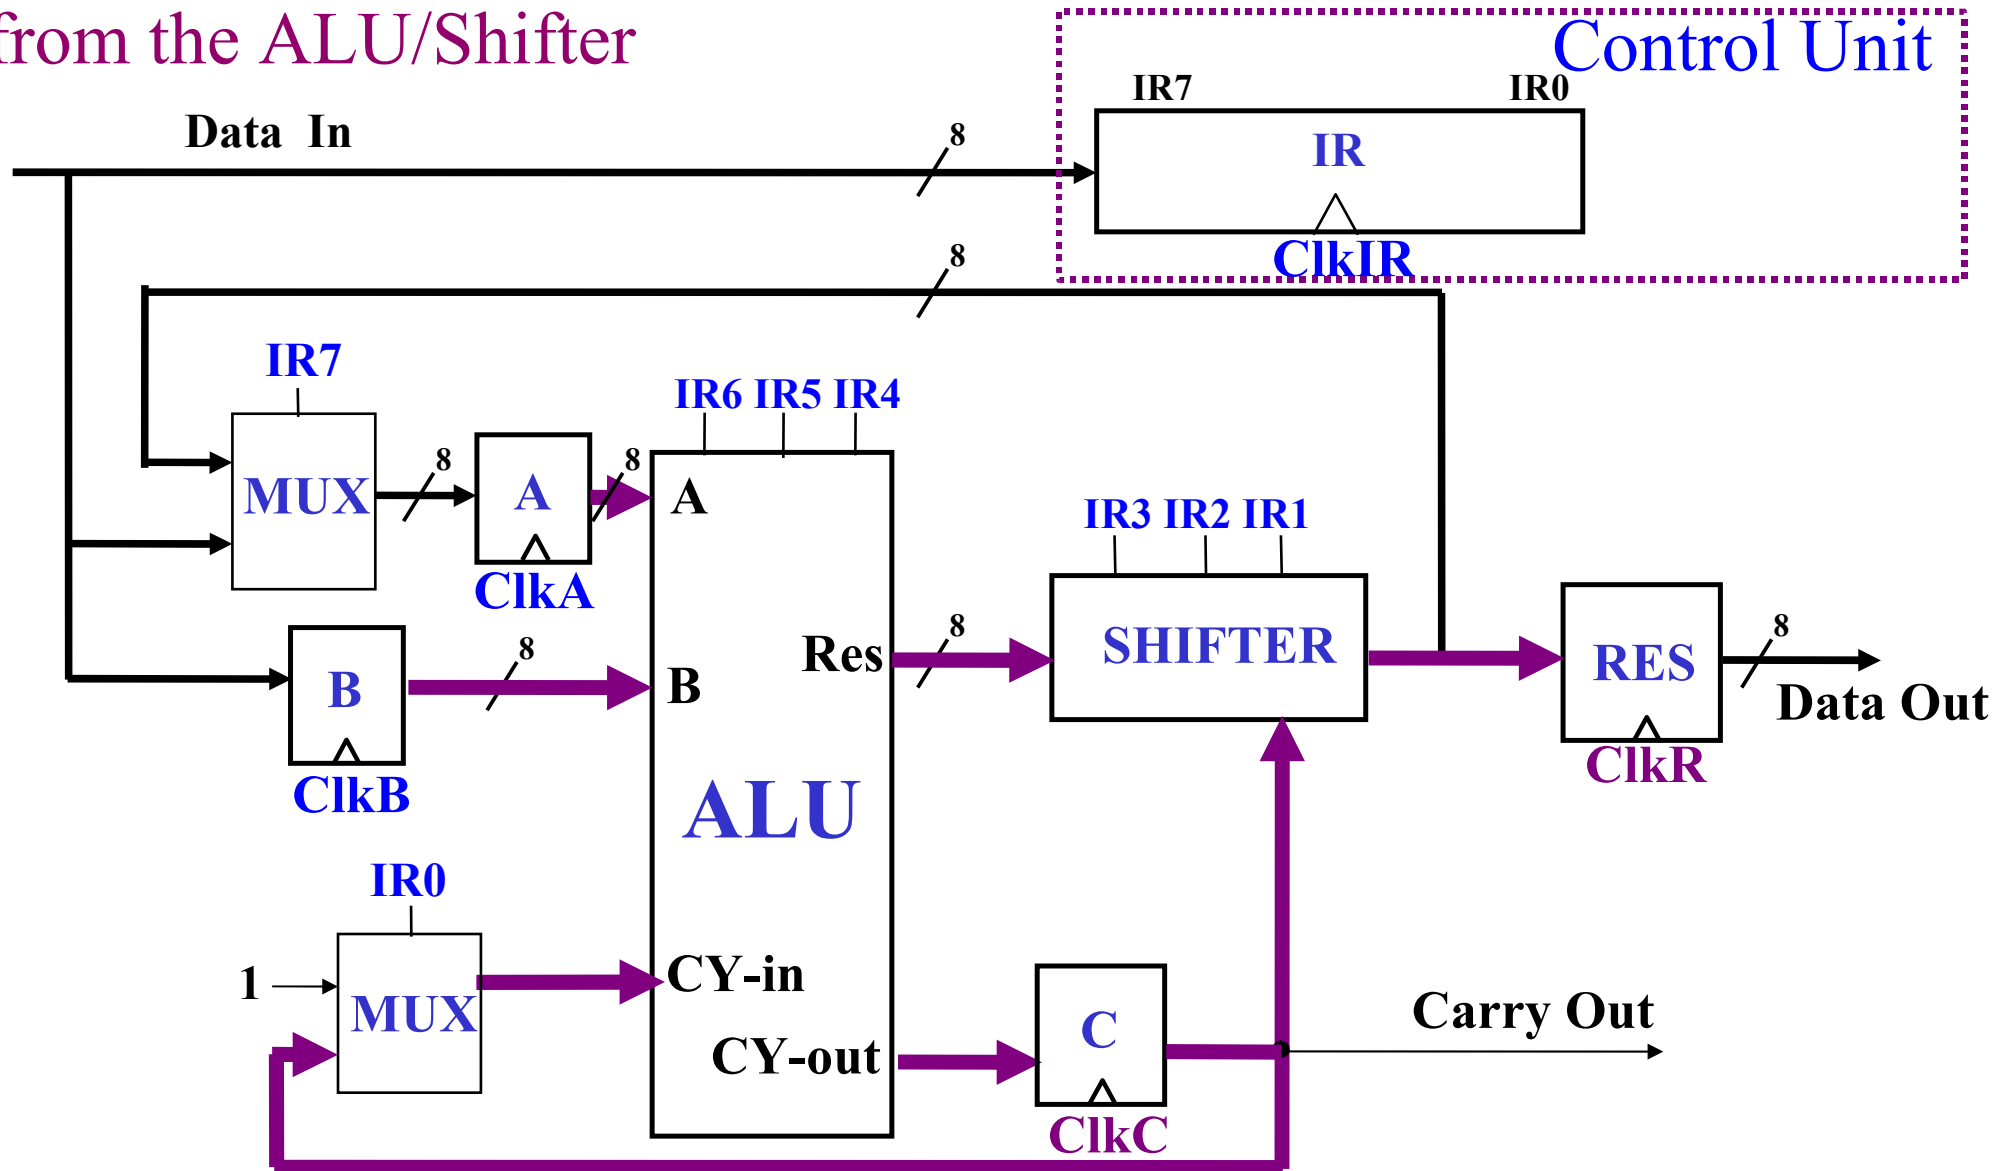 from the ALU/Shifter
Control Unit
IR7 IR0
Data In
8
IR
ClkIR
8
IR7
IR6 IR5 IR4
8
8
MUX
A
A
IR3 IR2 IR1
ClkA
8
8
8
SHIFTER
Res
RES
B
B
Data Out
ClkR
ClkB
ALU
IR0
1
CY-in
MUX
C
Carry Out
CY-out
ClkC